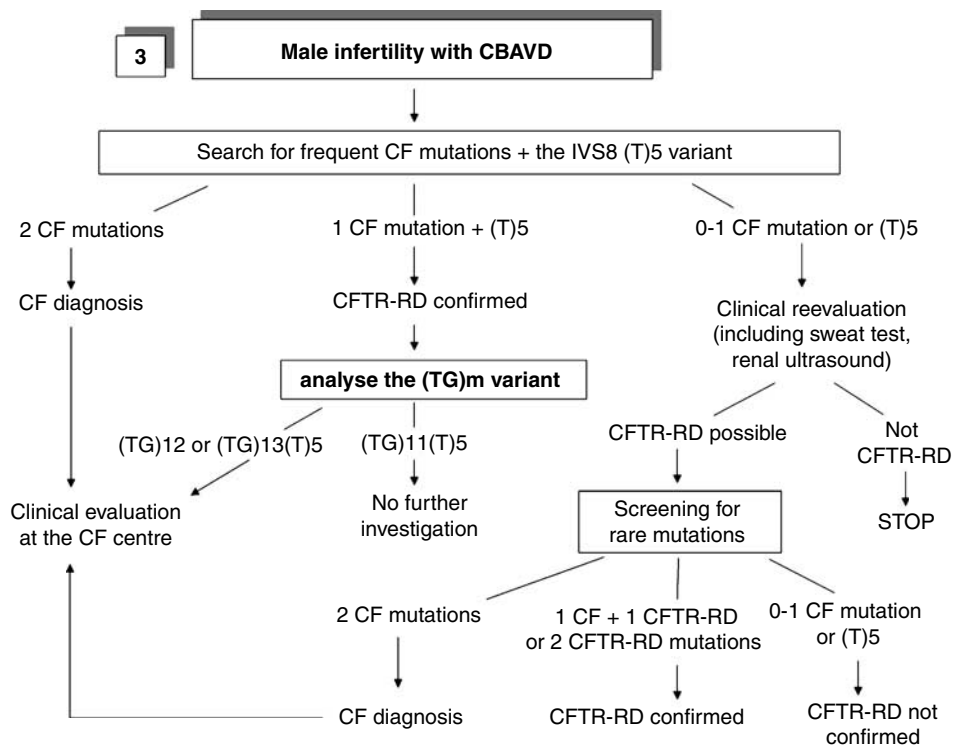 3
Male infertility with CBAVD
Search for frequent CF mutations + the IVS8 (T)5 variant
2 CF mutations
1 CF mutation + (T)5
0-1 CF mutation or (T)5
CF diagnosis
CFTR-RD confirmed
Clinical reevaluation
(including sweat test,
renal ultrasound)
analyse the (TG)m variant
(TG)12 or (TG)13(T)5
(TG)11(T)5
CFTR-RD possible
Not
CFTR-RD
Clinical evaluation
at the CF centre
No further
investigation
Screening for
rare mutations
STOP
2 CF mutations
1 CF + 1 CFTR-RD
or 2 CFTR-RD mutations
0-1 CF mutation
or (T)5
CF diagnosis
CFTR-RD confirmed
CFTR-RD not
confirmed